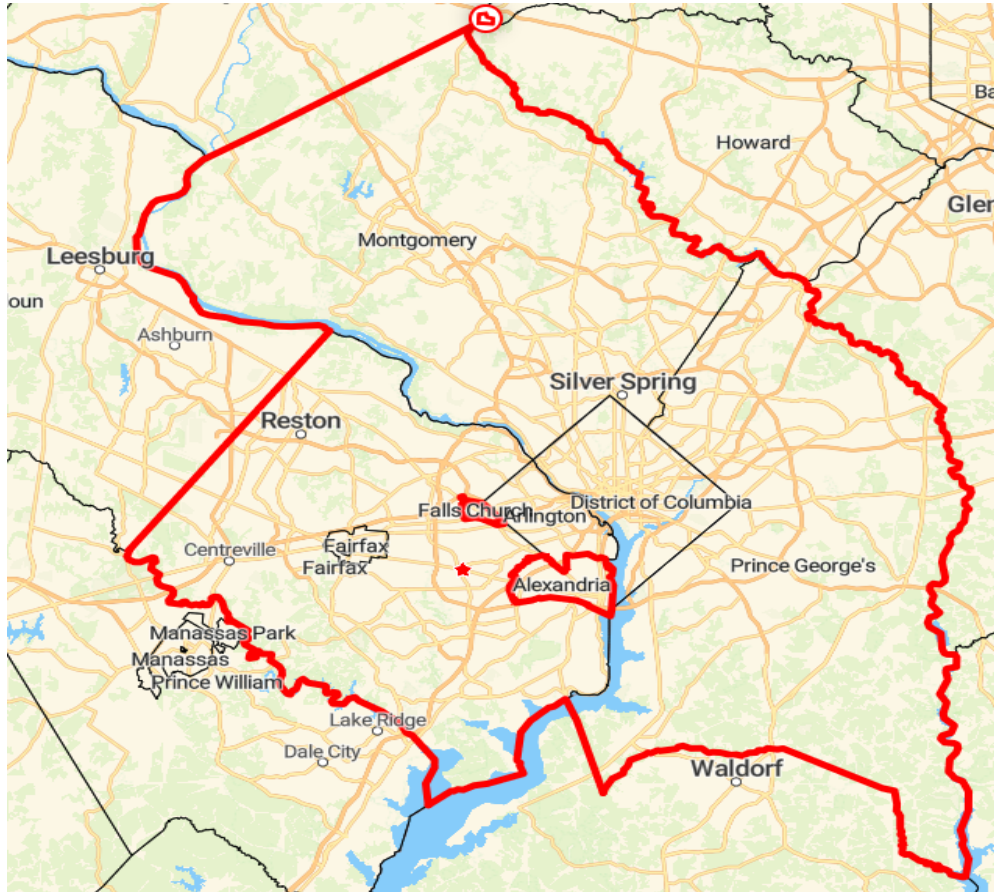 Howard
Ba
Glen
Montgomery
Leesburg
oun
Ashburn
Silver Spring
Reston
Falls Church
District of Columbia
Arlington
Fairfax
Centreville
Fairfax
Prince George's
Alexandria
Manassas Park
Manassas
Prince William
Lake Ridge
Dale City
Waldorf